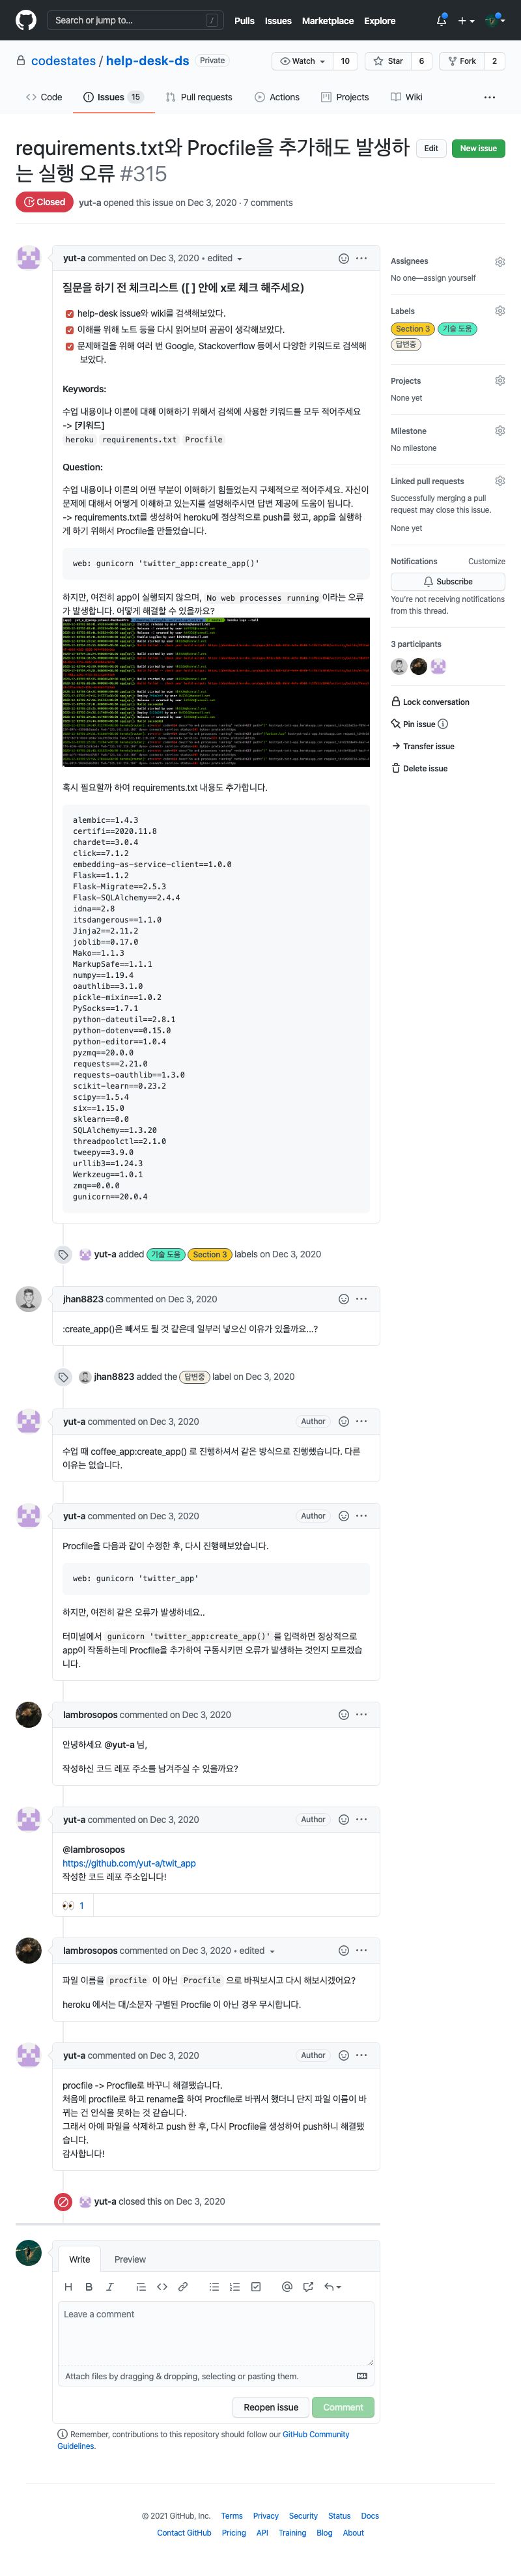 Search or jump to...
/
Pulls Issues Marketplace Explore
codestates / help-desk-ds Private
Watch 10 Star 6 Fork 2
Code Issues 15 Pull requests Actions Projects Wiki
requirements.txt와 Procfile을 추가해도 발생하
는 실행 오류 #315
Edit New issue
Closed yut-a opened this issue on Dec 3, 2020 · 7 comments
yut-a commented on Dec 3, 2020 • edited
질문을 하기 전 체크리스트 ([ ] 안에 x로 체크 해주세요)
help-desk issue와 wiki를 검색해보았다.
이해를 위해 노트 등을 다시 읽어보며 곰곰이 생각해보았다.
문제해결을 위해 여러 번 Google, Stackoverflow 등에서 다양한 키워드로 검색해
보았다.
Keywords:
수업 내용이나 이론에 대해 이해하기 위해서 검색에 사용한 키워드를 모두 적어주세요
-> [키워드]
heroku requirements.txt Procfile
Question:
수업 내용이나 이론의 어떤 부분이 이해하기 힘들었는지 구체적으로 적어주세요. 자신이
문제에 대해서 어떻게 이해하고 있는지를 설명해주시면 답변 제공에 도움이 됩니다.
-> requirements.txt를 생성하여 heroku에 정상적으로 push를 했고, app을 실행하
게 하기 위해서 Procfile을 만들었습니다.
web: gunicorn 'twitter_app:create_app()'
하지만, 여전히 app이 실행되지 않으며, No web processes running 이라는 오류
가 발생합니다. 어떻게 해결할 수 있을까요?
혹시 필요할까 하여 requirements.txt 내용도 추가합니다.
alembic==1.4.3
certifi==2020.11.8
chardet==3.0.4
click==7.1.2
embedding-as-service-client==1.0.0
Flask==1.1.2
Flask-Migrate==2.5.3
Flask-SQLAlchemy==2.4.4
idna==2.8
itsdangerous==1.1.0
Jinja2==2.11.2
joblib==0.17.0
Mako==1.1.3
MarkupSafe==1.1.1
numpy==1.19.4
oauthlib==3.1.0
pickle-mixin==1.0.2
PySocks==1.7.1
python-dateutil==2.8.1
python-dotenv==0.15.0
python-editor==1.0.4
pyzmq==20.0.0
requests==2.21.0
requests-oauthlib==1.3.0
scikit-learn==0.23.2
scipy==1.5.4
six==1.15.0
sklearn==0.0
SQLAlchemy==1.3.20
threadpoolctl==2.1.0
tweepy==3.9.0
urllib3==1.24.3
Werkzeug==1.0.1
zmq==0.0.0
gunicorn==20.0.4
Assignees
No one—assign yourself
Labels
Section 3 기술 도움
답변중
Projects
None yet
Milestone
No milestone
Linked pull requests
Successfully merging a pull
request may close this issue.
None yet
Notifications Customize
Subscribe
You're not receiving notifications
from this thread.
3 participants
Lock conversation
Pin issue
Transfer issue
Delete issue
yut-a added 기술 도움 Section 3 labels on Dec 3, 2020
jhan8823 commented on Dec 3, 2020
:create_app()은 빼셔도 될 것 같은데 일부러 넣으신 이유가 있을까요...?
jhan8823 added the 답변중 label on Dec 3, 2020
yut-a commented on Dec 3, 2020 Author
수업 때 coffee_app:create_app() 로 진행하셔서 같은 방식으로 진행했습니다. 다른
이유는 없습니다.
yut-a commented on Dec 3, 2020 Author
Procfile을 다음과 같이 수정한 후, 다시 진행해보았습니다.
web: gunicorn 'twitter_app'
하지만, 여전히 같은 오류가 발생하네요..
터미널에서 gunicorn 'twitter_app:create_app()' 를 입력하면 정상적으로
app이 작동하는데 Procfile을 추가하여 구동시키면 오류가 발생하는 것인지 모르겠습니
다.
lambrosopos commented on Dec 3, 2020
안녕하세요 @yut-a 님,
작성하신 코드 레포 주소를 남겨주실 수 있을까요?
yut-a commented on Dec 3, 2020 Author
@lambrosopos
https://github.com/yut-a/twit_app
작성한 코드 레포 주소입니다!
👀 1
lambrosopos commented on Dec 3, 2020 • edited
파일 이름을 procfile 이 아닌 Procfile 으로 바꿔보시고 다시 해보시겠어요?
heroku 에서는 대/소문자 구별된 Procfile 이 아닌 경우 무시합니다.
yut-a commented on Dec 3, 2020 Author
procfile -> Procfile로 바꾸니 해결됐습니다.
처음에 procfile로 하고 rename을 하여 Procfile로 바꿔서 했더니 단지 파일 이름이 바
뀌는 건 인식을 못하는 것 같습니다.
그래서 아예 파일을 삭제하고 push 한 후, 다시 Procfile을 생성하여 push하니 해결됐
습니다.
감사합니다!
yut-a closed this on Dec 3, 2020
Write Preview
Leave a comment
Attach files by dragging & dropping, selecting or pasting them.
Reopen issue Comment
Remember, contributions to this repository should follow our GitHub Community
Guidelines.
© 2021 GitHub, Inc. Terms Privacy Security Status Docs
Contact GitHub Pricing API Training Blog About